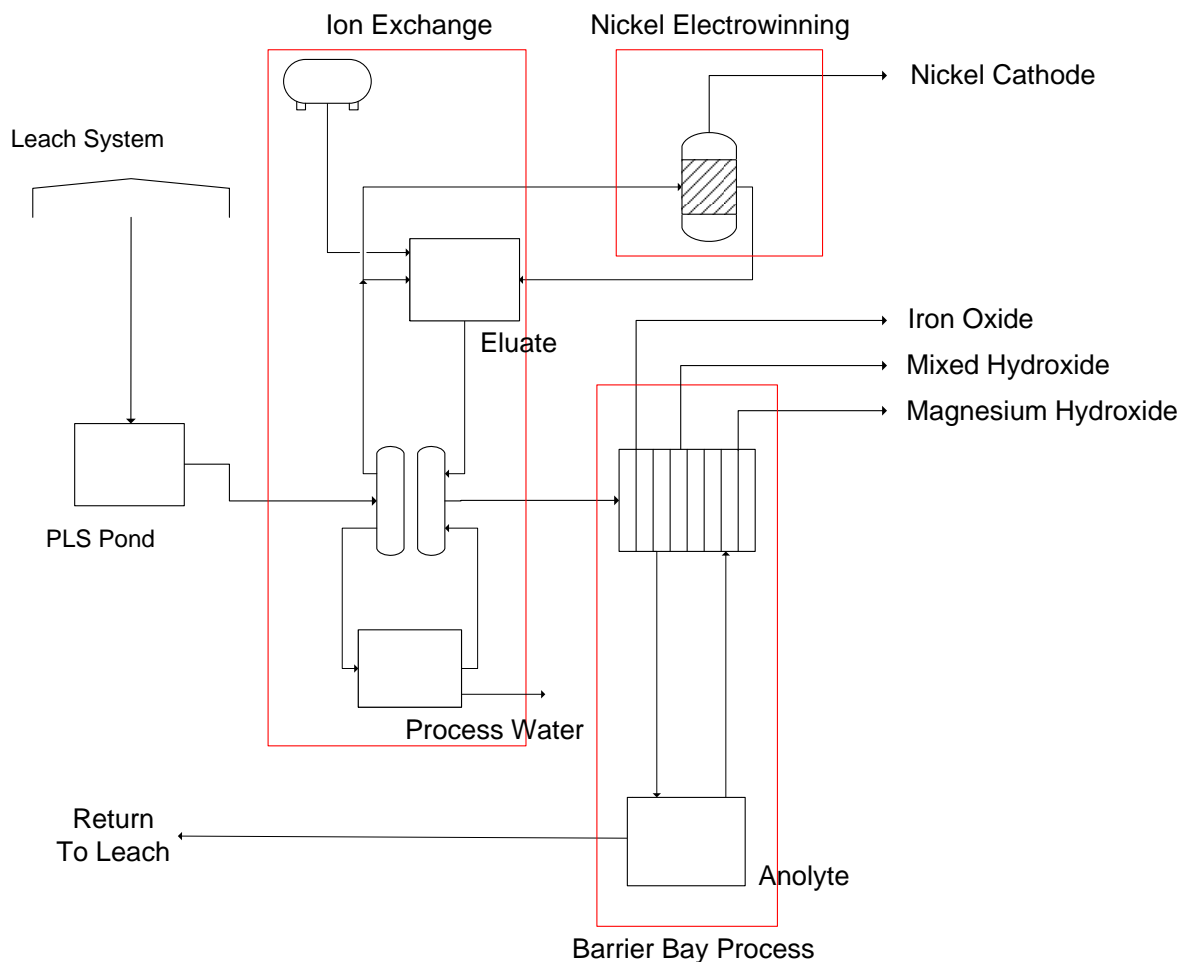 Ion Exchange
Nickel Electrowinning
Nickel Cathode
Leach System
Iron Oxide
Eluate
Mixed Hydroxide
Magnesium Hydroxide
PLS Pond
Process Water
Return
To Leach
Anolyte
Barrier Bay Process